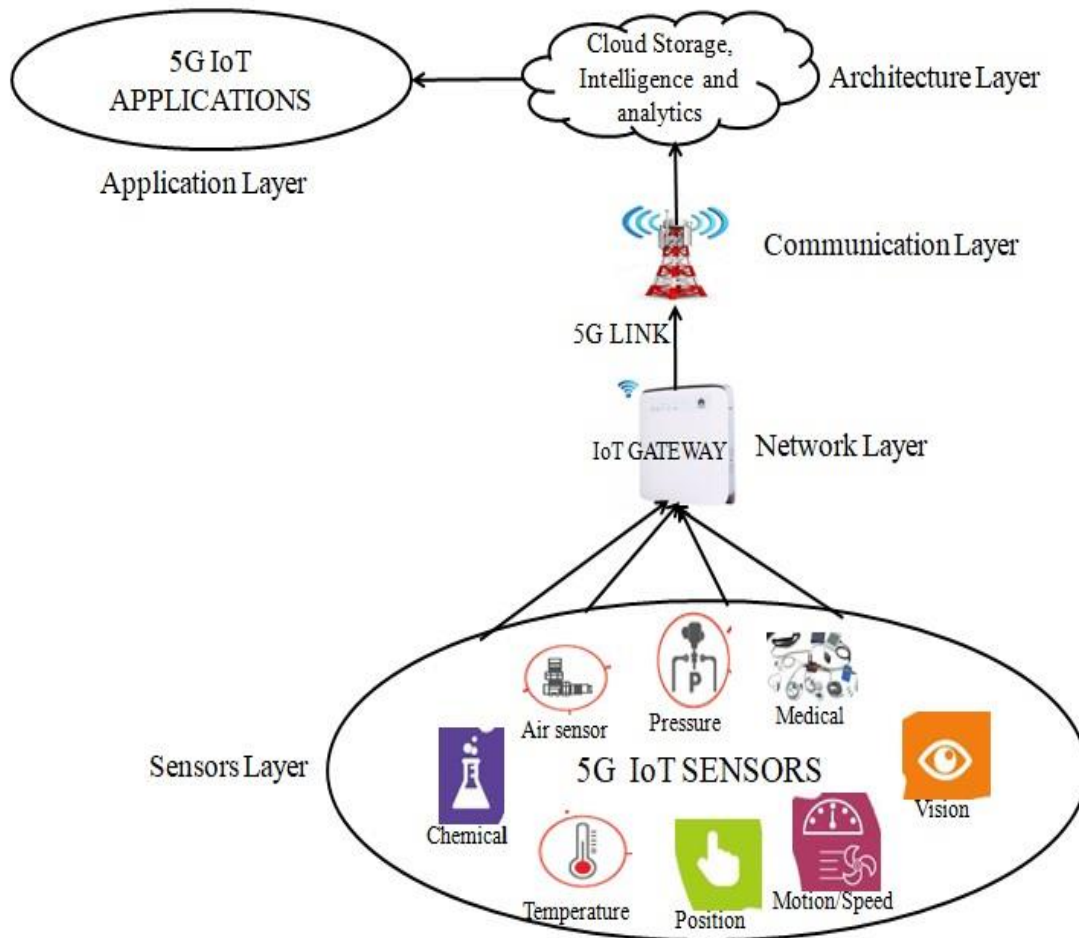 5G IoT
APPLICATIONS
Application Layer
Cloud Storage,
Intelligence and
analytics
Architecture Layer
Communication Layer
5G LINK
IoT GATEWAY
Network Layer
Sensors Layer
Air sensor
Pressure
P
Medical
5G IoT SENSORS
Chemical
Vision
Temperature
Position
Motion/Speed